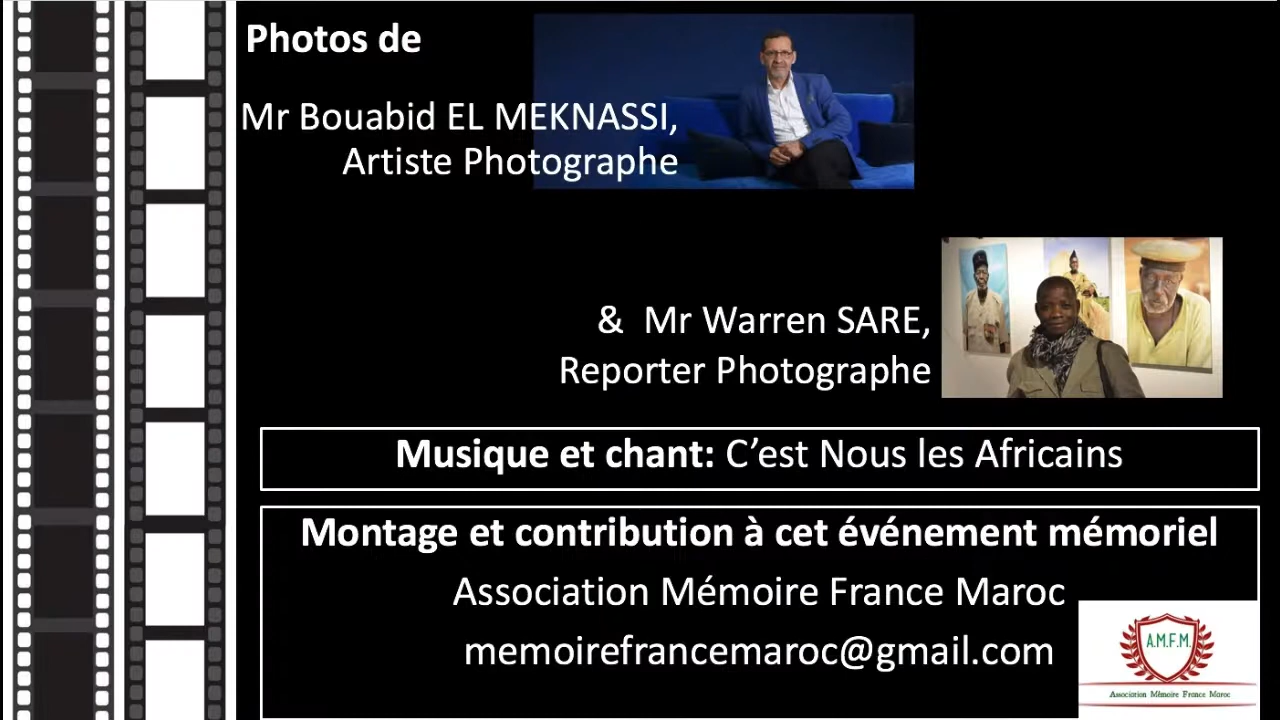 Photos de
Mr Bouabid EL MEKNASSI,
Artiste Photographe
& Mr Warren SARE,
Reporter Photographe
Musique et chant: C’est Nous les Africains
Montage et contribution à cet événement mémoriel
Association Mémoire France Maroc
memoirefrancemaroc@gmail.com
A.M.F.M.
Association Mémoire France Maroc